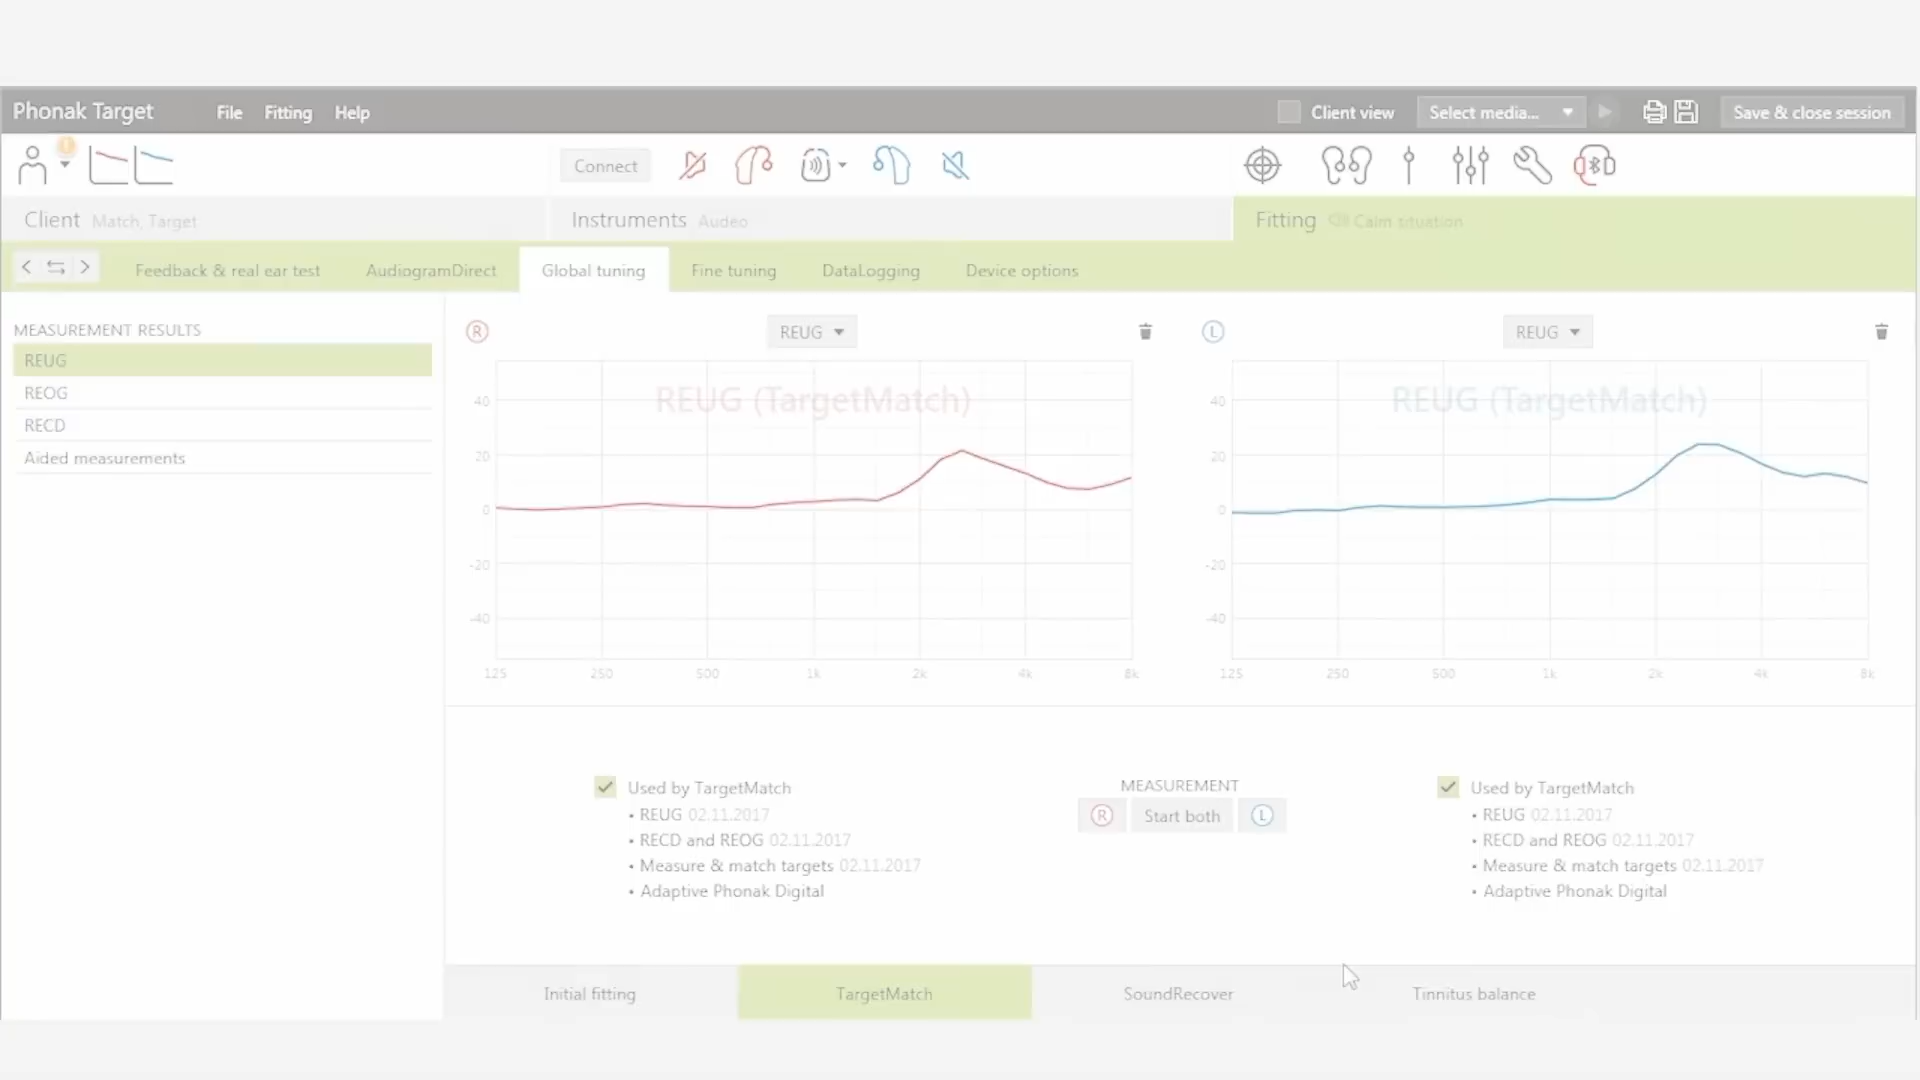 Phonak Target File Fitting Help Client view Select media... Save & close session
Connect
Client Match, Target Instruments Audeo Fitting Calm situation
Feedback & real ear test AudiogramDirect Global tuning Fine tuning DataLogging Device options
MEASUREMENT RESULTS
REUG
REOG
RECD
Aided measurements
R REUG
REUG (TargetMatch)
40
20
0
-20
-40
125 250 500 1k 2k 4k 8k
L REUG
REUG (TargetMatch)
40
20
0
-20
-40
125 250 500 1k 2k 4k 8k
Used by TargetMatch
• REUG 02.11.2017
• RECD and REOG 02.11.2017
• Measure & match targets 02.11.2017
• Adaptive Phonak Digital
MEASUREMENT
R Start both L
Used by TargetMatch
• REUG 02.11.2017
• RECD and REOG 02.11.2017
• Measure & match targets 02.11.2017
• Adaptive Phonak Digital
Initial fitting TargetMatch SoundRecover Tinnitus balance